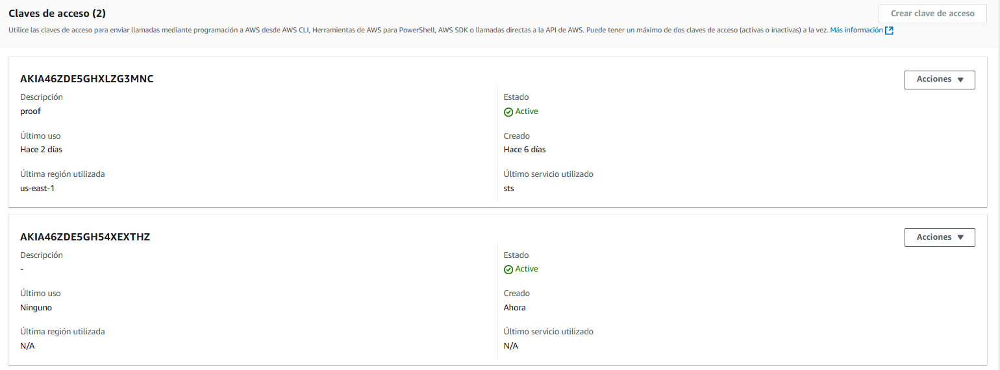 Claves de acceso (2)
Crear clave de acceso
Utilice las claves de acceso para enviar llamadas mediante programación a AWS desde AWS CLI, Herramientas de AWS para PowerShell, AWS SDK o llamadas directas a la API de AWS. Puede tener un máximo de dos claves de acceso (activas o inactivas) a la vez. Más información
AKIA46ZDE5GHXLZG3MNC
Acciones
Descripción
Estado
proof
Active
Último uso
Creado
Hace 2 días
Hace 6 días
Última región utilizada
Último servicio utilizado
us-east-1
sts
AKIA46ZDE5GH54XEXTHZ
Acciones
Descripción
Estado
-
Active
Último uso
Creado
Ninguno
Ahora
Última región utilizada
Último servicio utilizado
N/A
N/A